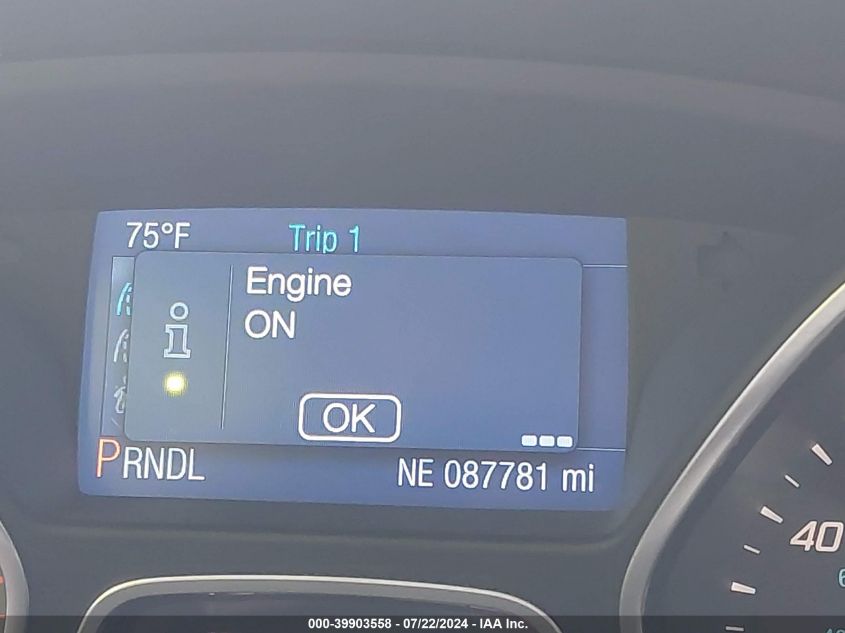 75°F Trip 1
Engine
ON
OK
PRNDL NE 087781 mi
40
000-39903558 - 07/22/2024 - IAA Inc.